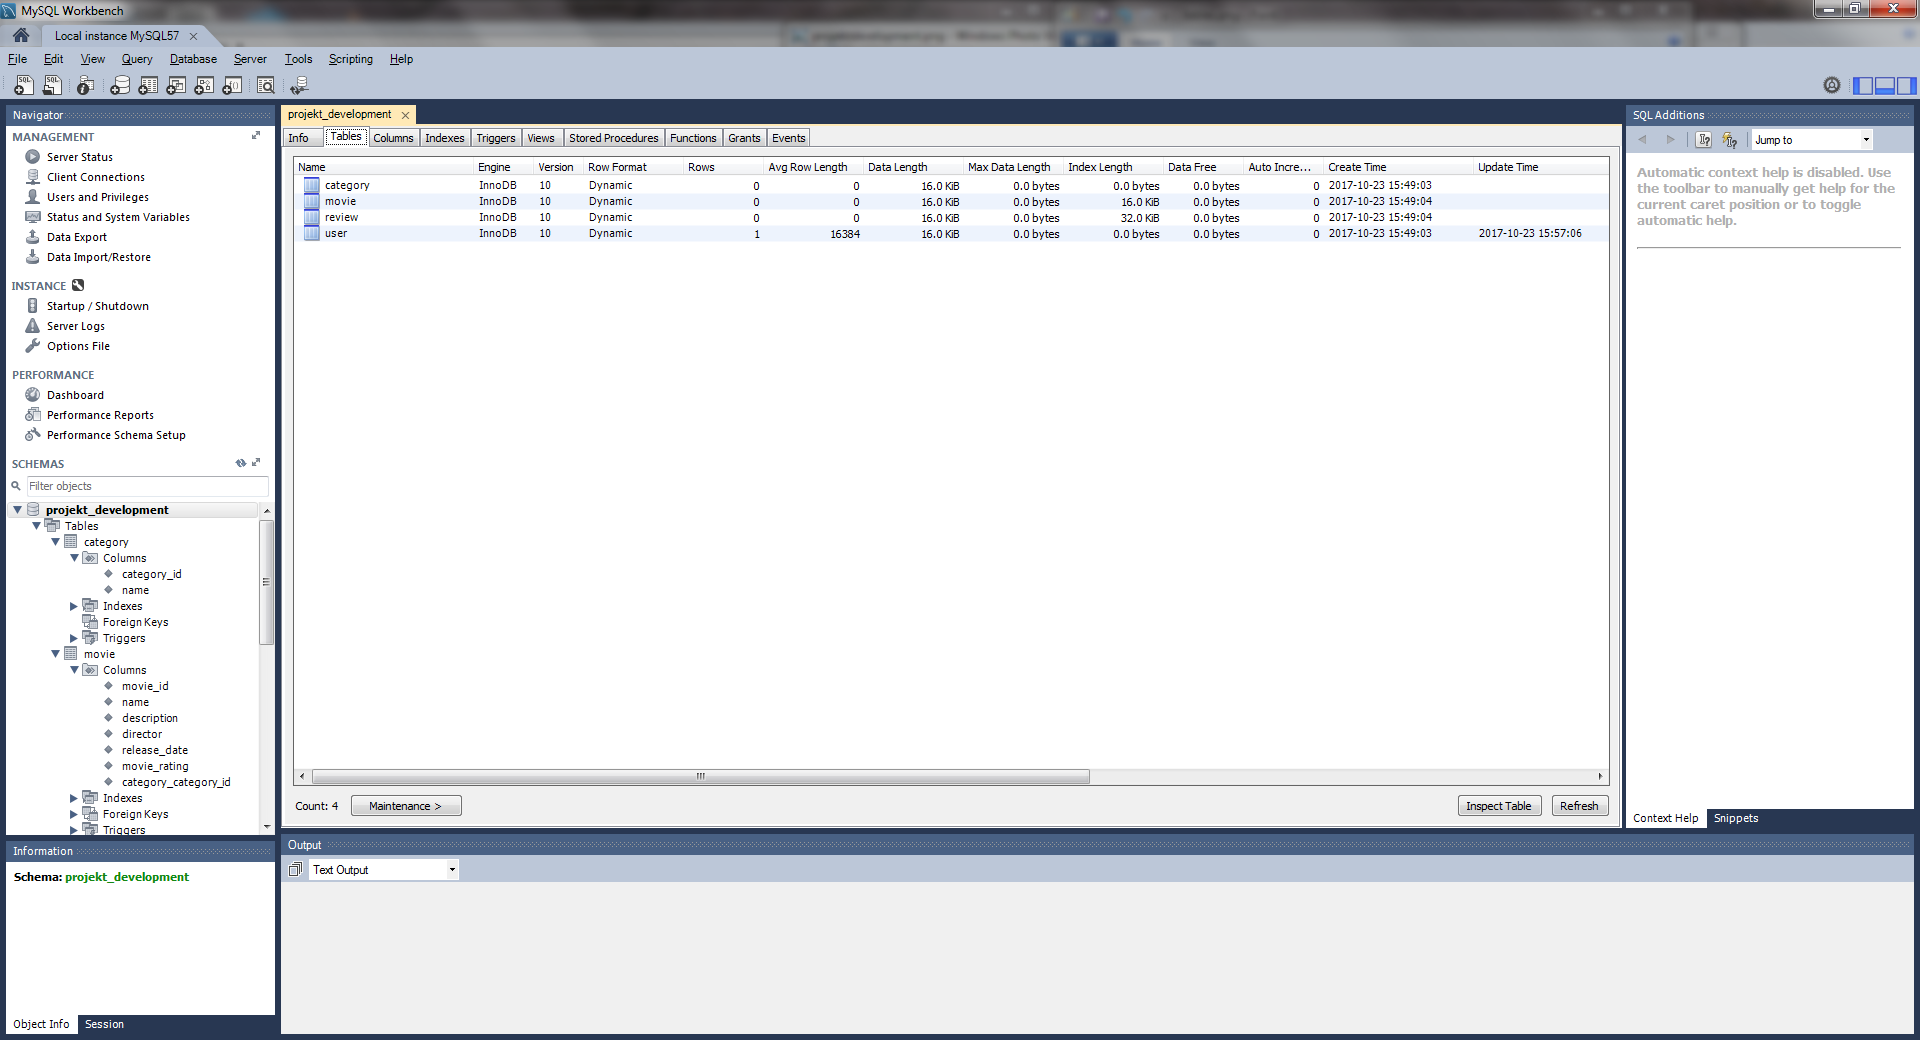 MySQL Workbench
Local instance MySQL57
File Edit View Query Database Server Tools Scripting Help
Navigator
MANAGEMENT
Server Status
Client Connections
Users and Privileges
Status and System Variables
Data Export
Data Import/Restore
INSTANCE
Startup / Shutdown
Server Logs
Options File
PERFORMANCE
Dashboard
Performance Reports
Performance Schema Setup
SCHEMAS
Filter objects
projekt_development
Tables
category
Columns
category_id
name
Indexes
Foreign Keys
Triggers
movie
Columns
movie_id
name
description
director
release_date
movie_rating
category_category_id
Indexes
Foreign Keys
Triggers
Information
Schema: projekt_development
Object Info Session
projekt_development
Info Tables Columns Indexes Triggers Views Stored Procedures Functions Grants Events
Name Engine Version Row Format Rows Avg Row Length Data Length Max Data Length Index Length Data Free Auto Incre... Create Time Update Time
category InnoDB 10 Dynamic 0 0 16.0 KiB 0.0 bytes 0.0 bytes 0.0 bytes 0 2017-10-23 15:49:03
movie InnoDB 10 Dynamic 0 0 16.0 KiB 0.0 bytes 16.0 KiB 0.0 bytes 0 2017-10-23 15:49:04
review InnoDB 10 Dynamic 0 0 16.0 KiB 0.0 bytes 32.0 KiB 0.0 bytes 0 2017-10-23 15:49:04
user InnoDB 10 Dynamic 1 16384 16.0 KiB 0.0 bytes 0.0 bytes 0.0 bytes 0 2017-10-23 15:49:03 2017-10-23 15:57:06
Count: 4 Maintenance > Inspect Table Refresh
Output
Text Output
SQL Additions
Jump to
Automatic context help is disabled. Use
the toolbar to manually get help for the
current caret position or to toggle
automatic help.
Context Help Snippets